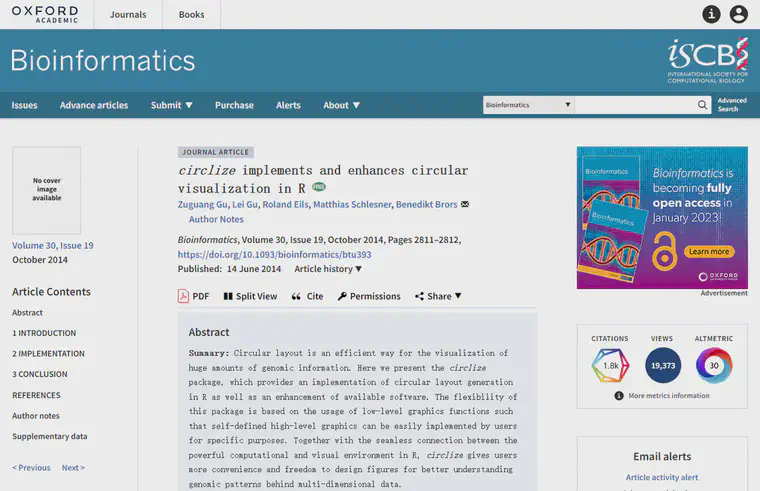 OXFORD
ACADEMIC
Journals
Books
Bioinformatics
iSCB
INTERNATIONAL SOCIETY FOR
COMPUTATIONAL BIOLOGY
Issues
Advance articles
Submit ▼
Purchase
Alerts
About ▼
Bioinformatics ▼
Advanced
Search
No cover
image
available
Volume 30, Issue 19
October 2014
Article Contents
Abstract
1 INTRODUCTION
2 IMPLEMENTATION
3 CONCLUSION
REFERENCES
Author notes
Supplementary data
< Previous Next >
JOURNAL ARTICLE
circlize implements and enhances circular
visualization in R FREE
Zuguang Gu, Lei Gu, Roland Eils, Matthias Schlesner, Benedikt Brors
Author Notes
Bioinformatics, Volume 30, Issue 19, October 2014, Pages 2811–2812,
https://doi.org/10.1093/bioinformatics/btu393
Published: 14 June 2014 Article history ▼
PDF Split View Cite Permissions Share ▼
Abstract
Summary: Circular layout is an efficient way for the visualization of
huge amounts of genomic information. Here we present the circlize
package, which provides an implementation of circular layout generation
in R as well as an enhancement of available software. The flexibility of
this package is based on the usage of low-level graphics functions such
that self-defined high-level graphics can be easily implemented by users
for specific purposes. Together with the seamless connection between the
powerful computational and visual environment in R, circlize gives users
more convenience and freedom to design figures for better understanding
genomic patterns behind multi-dimensional data.
Bioinformatics
Bioinformatics
Bioinformatics is
becoming fully
open access in
January 2023!
Learn more
OXFORD
Advertisement
CITATIONS VIEWS ALTMETRIC
1.8k 19,373 30
More metrics information
Email alerts
Article activity alert